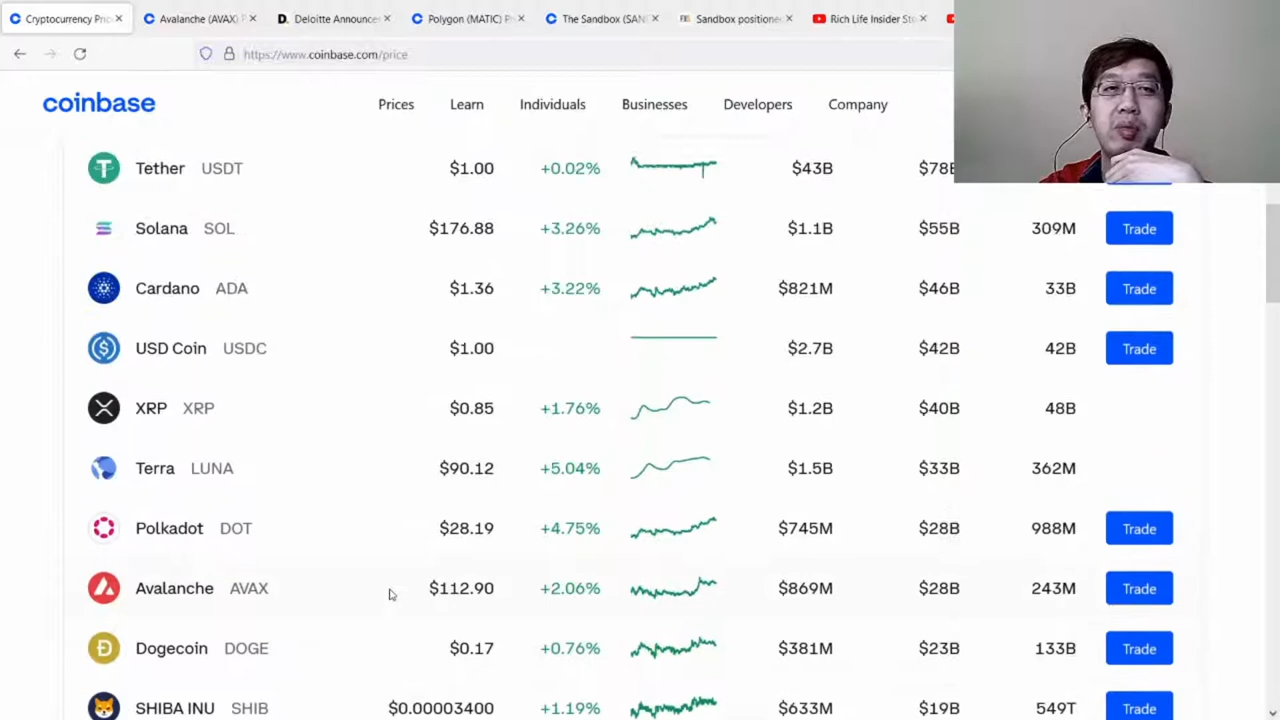 Cryptocurrency Pric
Avalanche (AVAX) P
D. Deloitte Announce
Polygon (MATIC) Pr
The Sandbox (SAN
Sandbox positione
Rich Life Insider St
https://www.coinbase.com/price
coinbase
Prices Learn Individuals Businesses Developers Company
Tether USDT $1.00 +0.02% $43B $78B
Solana SOL $176.88 +3.26% $1.1B $55B 309M Trade
Cardano ADA $1.36 +3.22% $821M $46B 33B Trade
USD Coin USDC $1.00 $2.7B $42B 42B Trade
XRP XRP $0.85 +1.76% $1.2B $40B 48B
Terra LUNA $90.12 +5.04% $1.5B $33B 362M
Polkadot DOT $28.19 +4.75% $745M $28B 988M Trade
Avalanche AVAX $112.90 +2.06% $869M $28B 243M Trade
Dogecoin DOGE $0.17 +0.76% $381M $23B 133B Trade
SHIBA INU SHIB $0.00003400 +1.19% $633M $19B 549T Trade